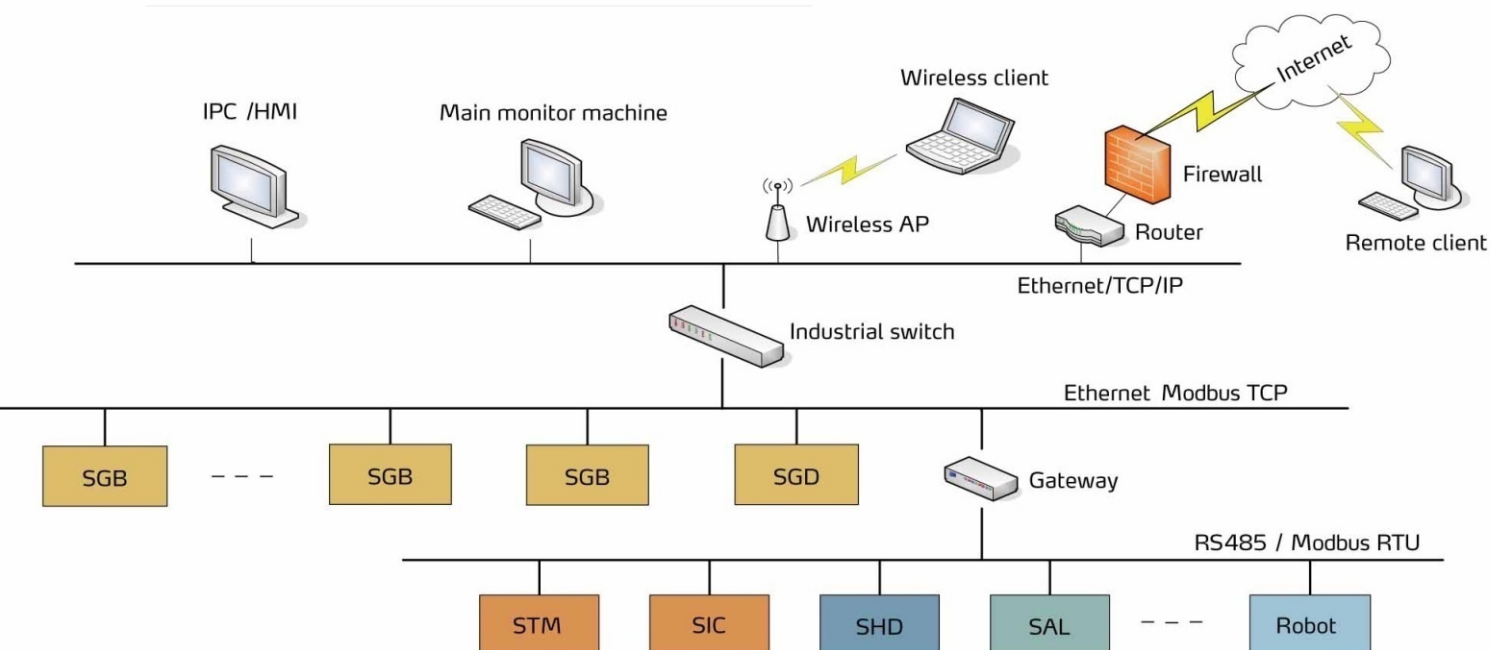 Internet
Wireless client
IPC /HMI
Main monitor machine
Firewall
Wireless AP
Router
Remote client
Ethernet/TCP/IP
Industrial switch
Ethernet Modbus TCP
SGB
SGB
SGB
SGD
Gateway
RS485 / Modbus RTU
STM
SIC
SHD
SAL
Robot